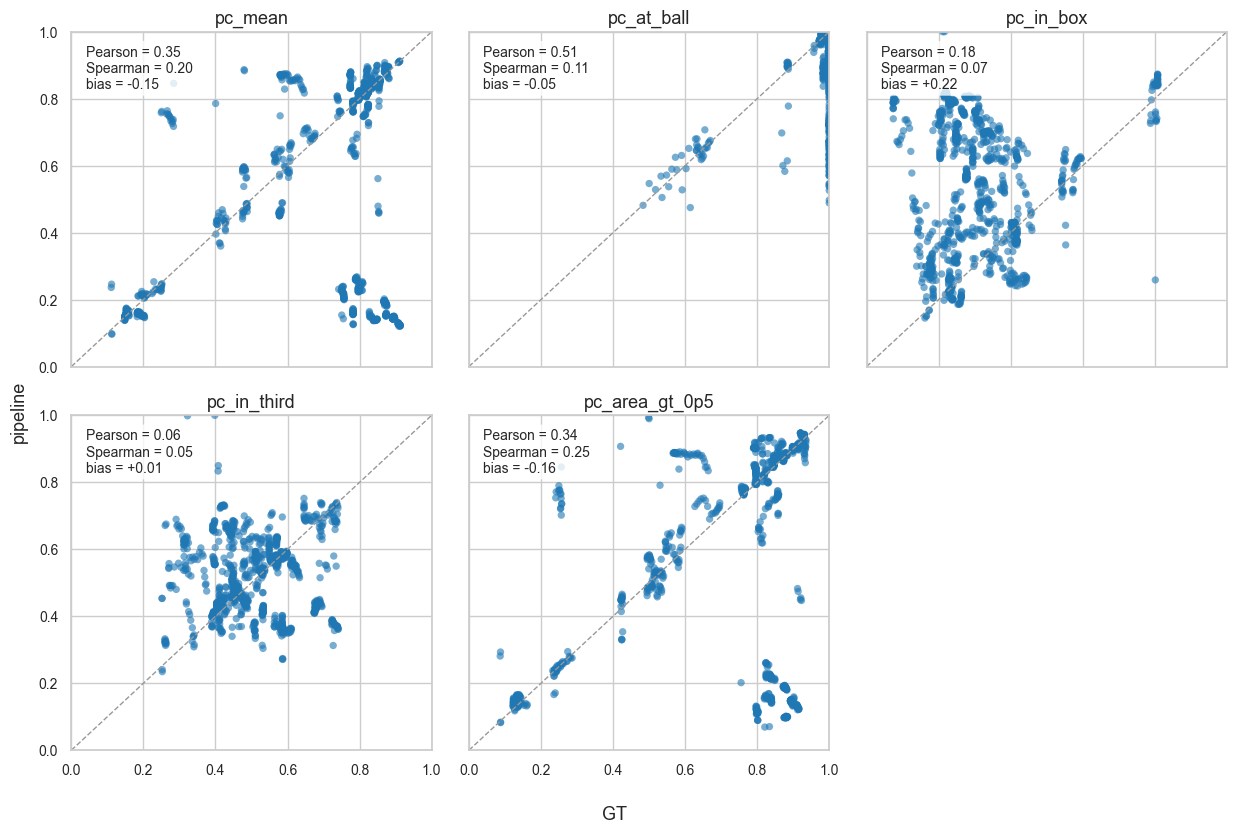 pc_mean
pc_at_ball
pc_in_box
Pearson = 0.35
Spearman = 0.20
bias = -0.15
Pearson = 0.51
Spearman = 0.11
bias = -0.05
Pearson = 0.18
Spearman = 0.07
bias = +0.22
1.0
0.8
0.6
0.4
0.2
0.0
pipeline
pc_in_third
pc_area_gt_0p5
Pearson = 0.06
Spearman = 0.05
bias = +0.01
Pearson = 0.34
Spearman = 0.25
bias = -0.16
1.0
0.8
0.6
0.4
0.2
0.0
0.0 0.2 0.4 0.6 0.8 1.0
0.0 0.2 0.4 0.6 0.8 1.0
GT